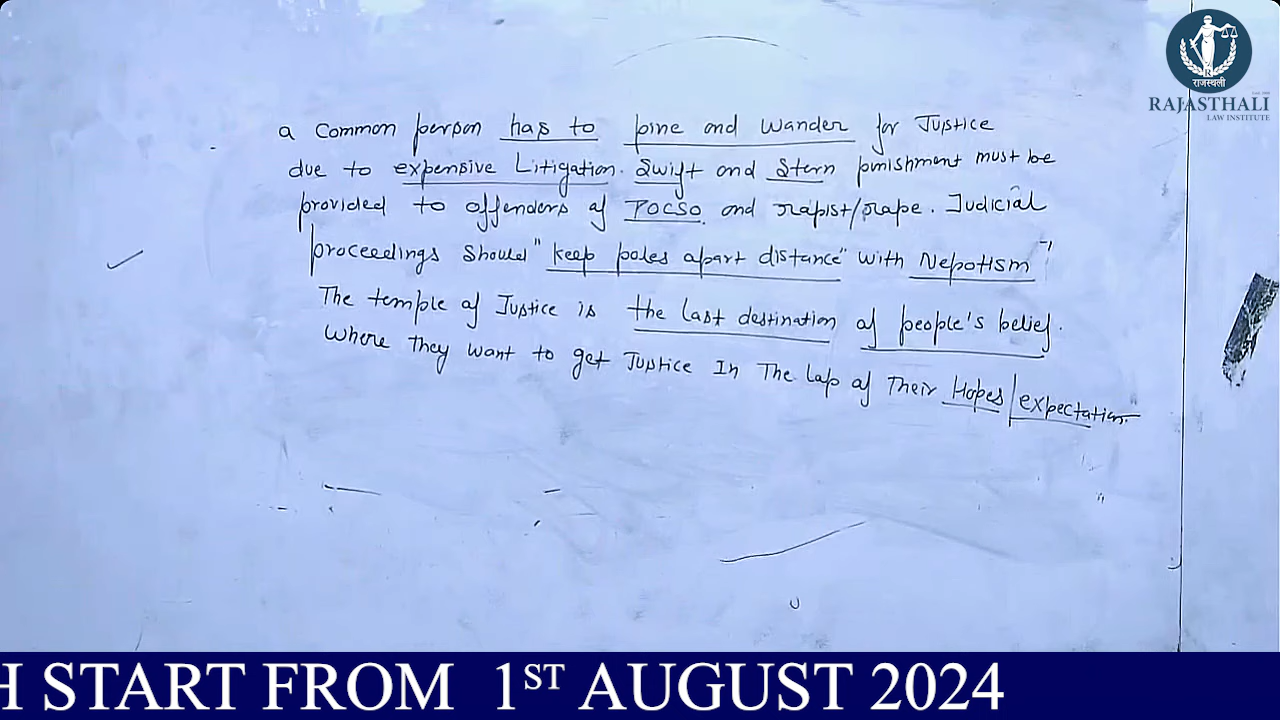 राजस्थली
RAJASTHALI
LAW INSTITUTE
a common person has to pine and wander for Justice
due to expensive Litigation. Swift and Stern punishment must be
provided to offenders of POCSO and rapist/rape. Judicial
proceedings should "keep poles apart distance" with Nepotism
The temple of Justice is the last destination of people's belief.
where they want to get Justice In The lap of Their Hopes/expectation.
H START FROM 1ST AUGUST 2024